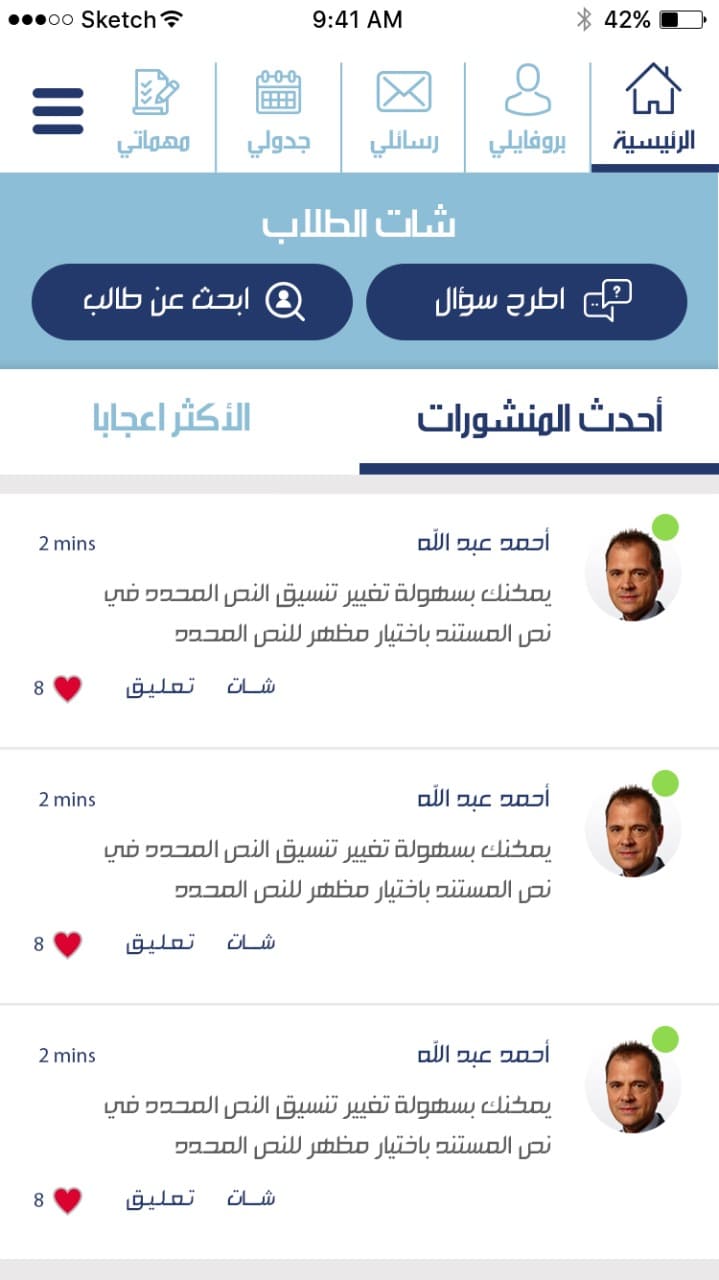 Sketch 9:41 AM 42%
الرئيسية بروفايلي رسائلي جدولي مهماتي
شات الطلاب
اطرح سؤال ابحث عن طالب
أحدث المنشورات الأكثر اعجابا
أحمد عبد الله 2 mins
يمكنك بسهولة تغيير تنسيق النص المحدد في
نص المستند باختيار مظهر للنص المحدد
شات تعليق 8
أحمد عبد الله 2 mins
يمكنك بسهولة تغيير تنسيق النص المحدد في
نص المستند باختيار مظهر للنص المحدد
شات تعليق 8
أحمد عبد الله 2 mins
يمكنك بسهولة تغيير تنسيق النص المحدد في
نص المستند باختيار مظهر للنص المحدد
شات تعليق 8